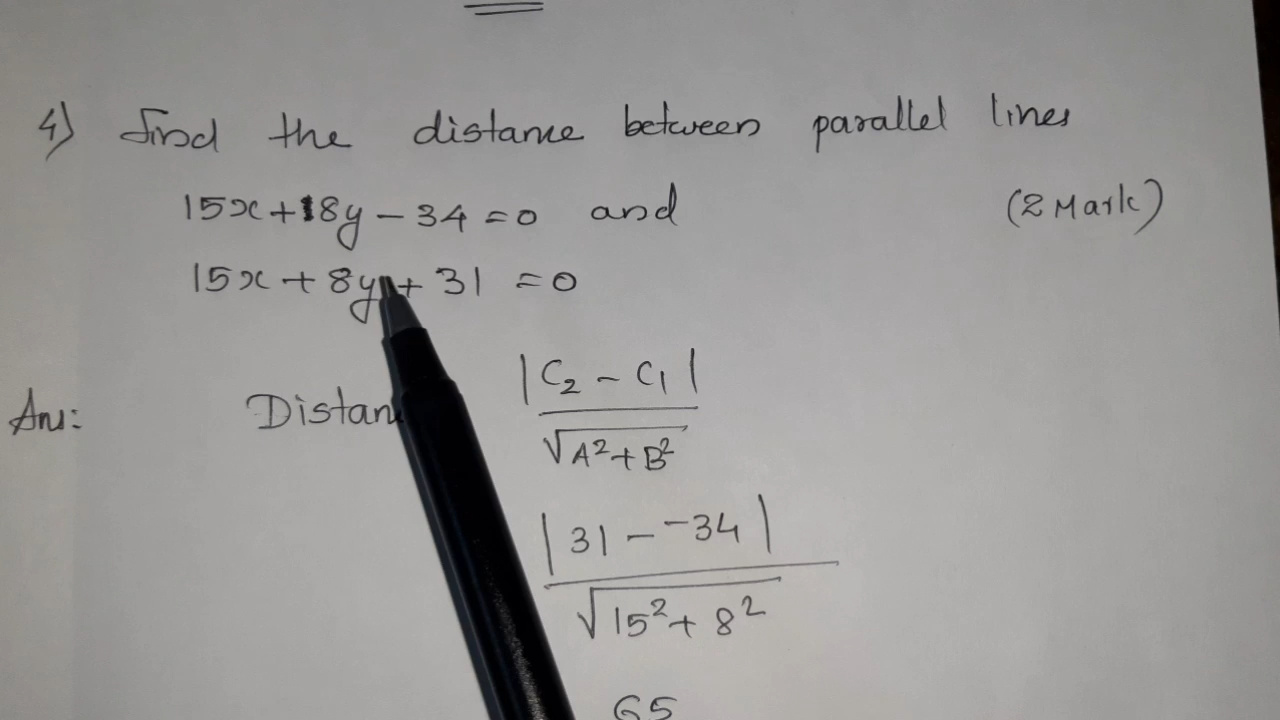 4) find the distance between parallel lines
15x+18y-34=0 and (2 Mark)
15x+8y+31=0
|C₂-C₁|
Ans: Distan
√A²+B²
|31--34|
√15²+8²
65